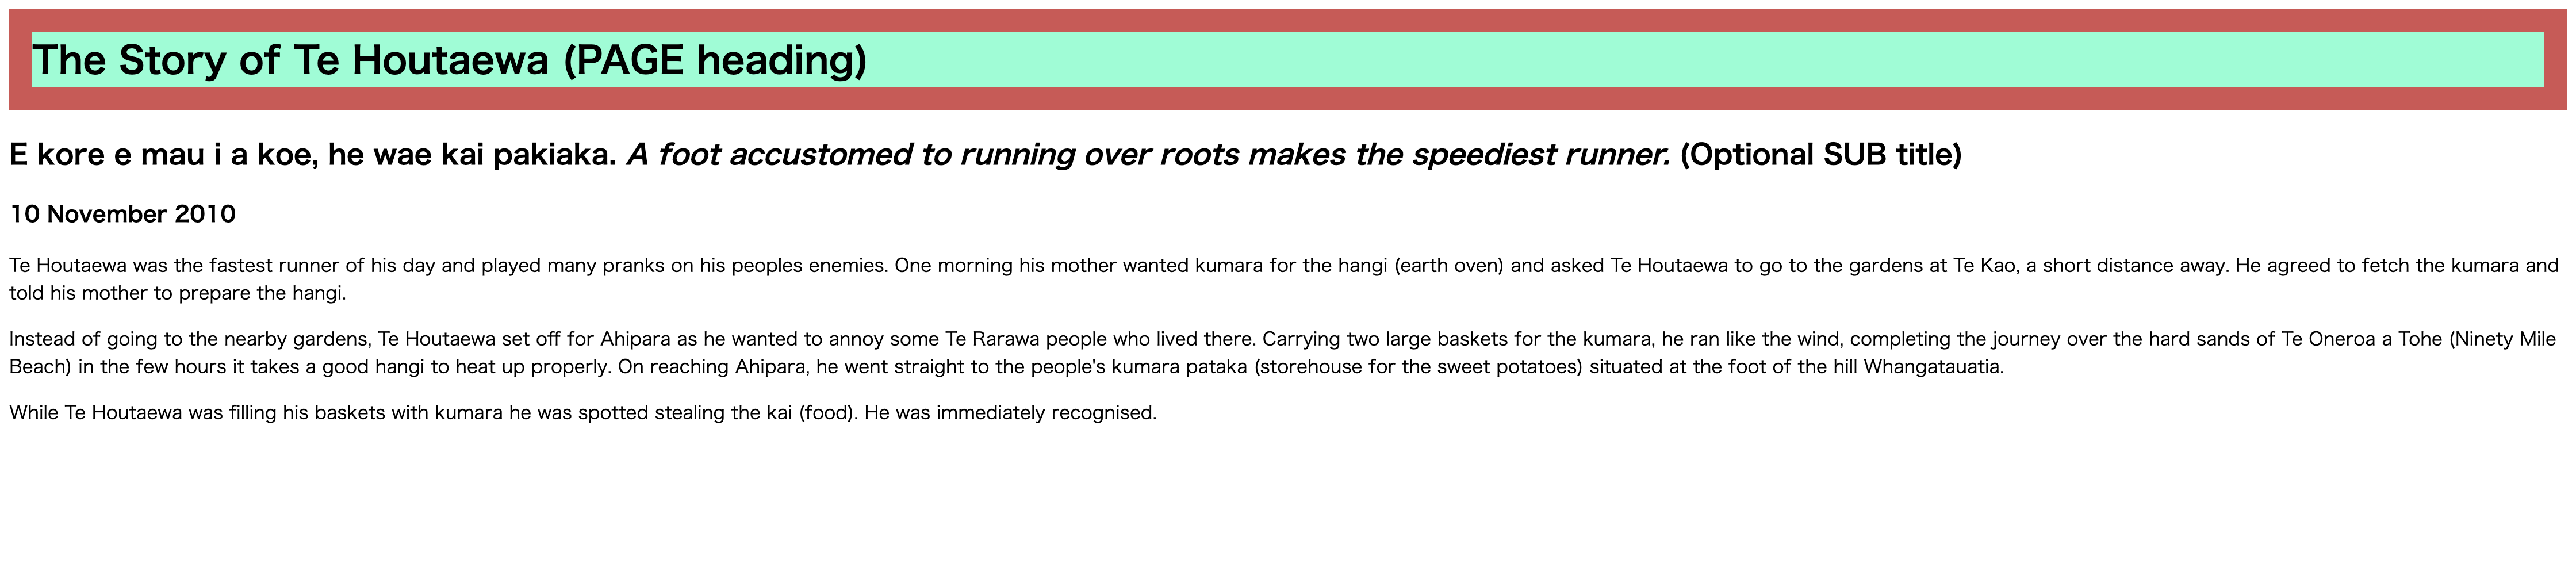 The Story of Te Houtaewa (PAGE heading)
E kore e mau i a koe, he wae kai pakiaka. A foot accustomed to running over roots makes the speediest runner. (Optional SUB title)
10 November 2010
Te Houtaewa was the fastest runner of his day and played many pranks on his peoples enemies. One morning his mother wanted kumara for the hangi (earth oven) and asked Te Houtaewa to go to the gardens at Te Kao, a short distance away. He agreed to fetch the kumara and
told his mother to prepare the hangi.
Instead of going to the nearby gardens, Te Houtaewa set off for Ahipara as he wanted to annoy some Te Rarawa people who lived there. Carrying two large baskets for the kumara, he ran like the wind, completing the journey over the hard sands of Te Oneroa a Tohe (Ninety Mile
Beach) in the few hours it takes a good hangi to heat up properly. On reaching Ahipara, he went straight to the people's kumara pataka (storehouse for the sweet potatoes) situated at the foot of the hill Whangatauatia.
While Te Houtaewa was filling his baskets with kumara he was spotted stealing the kai (food). He was immediately recognised.